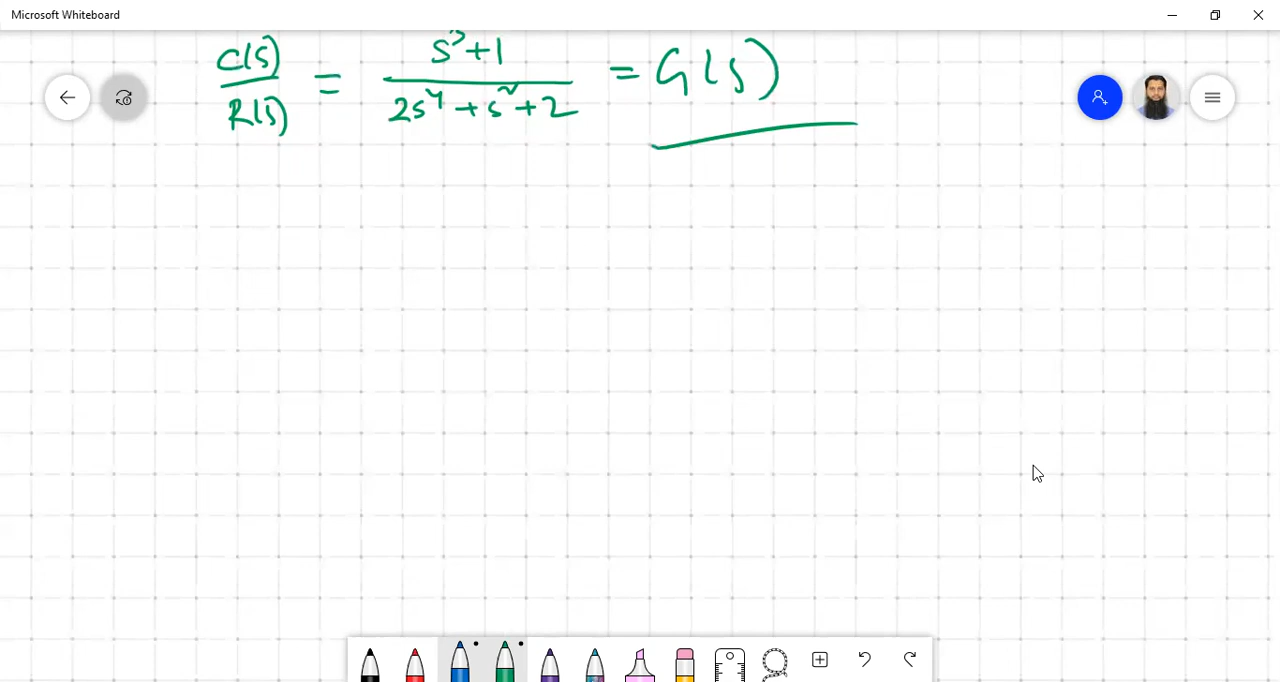 Microsoft Whiteboard
C(S)/R(S) = (s³+1)/(2s⁴+s²+2) = G(S)